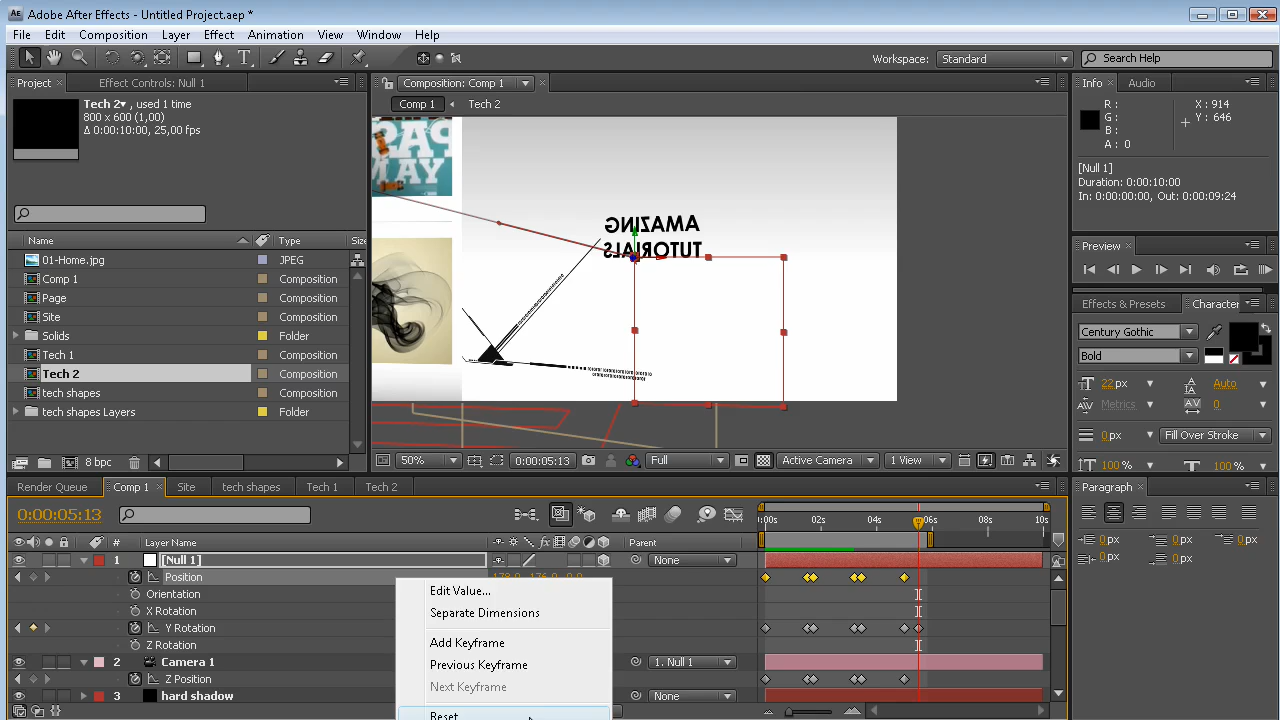 Adobe After Effects - Untitled Project.aep *
File Edit Composition Layer Effect Animation View Window Help
Workspace: Standard Search Help
Project × Effect Controls: Null 1
Tech 2▾, used 1 time
800 x 600 (1,00)
Δ 0:00:10:00, 25,00 fps
Name Type Size
01-Home.jpg JPEG
Comp 1 Composition
Page Composition
Site Composition
Solids Folder
Tech 1 Composition
Tech 2 Composition
tech shapes Composition
tech shapes Layers Folder
8 bpc
Composition: Comp 1
Comp 1 Tech 2
MAY
AMAZING
TUTORIALS
50% 0:00:05:13 Full Active Camera 1 View
Info × Audio
R:
G:
B:
A: 0
X: 914
Y: 646
[Null 1]
Duration: 0:00:10:00
In: 0:00:00:00, Out: 0:00:09:24
Preview ×
Effects & Presets Character
Century Gothic
Bold
22 px Auto
Metrics 0
0 px Fill Over Stroke
100 % 100 %
Paragraph ×
0 px 0 px 0 px
0 px 0 px
Render Queue Comp 1 × Site tech shapes Tech 1 Tech 2
0:00:05:13
# Layer Name Parent
:00s 02s 04s 06s 08s 10s
1 [Null 1] None
Position 178,0, 176,0, 0,0
Orientation
X Rotation
Y Rotation
Z Rotation
2 Camera 1 1. Null 1
Z Position
3 hard shadow None
Edit Value...
Separate Dimensions
Add Keyframe
Previous Keyframe
Next Keyframe
Reset